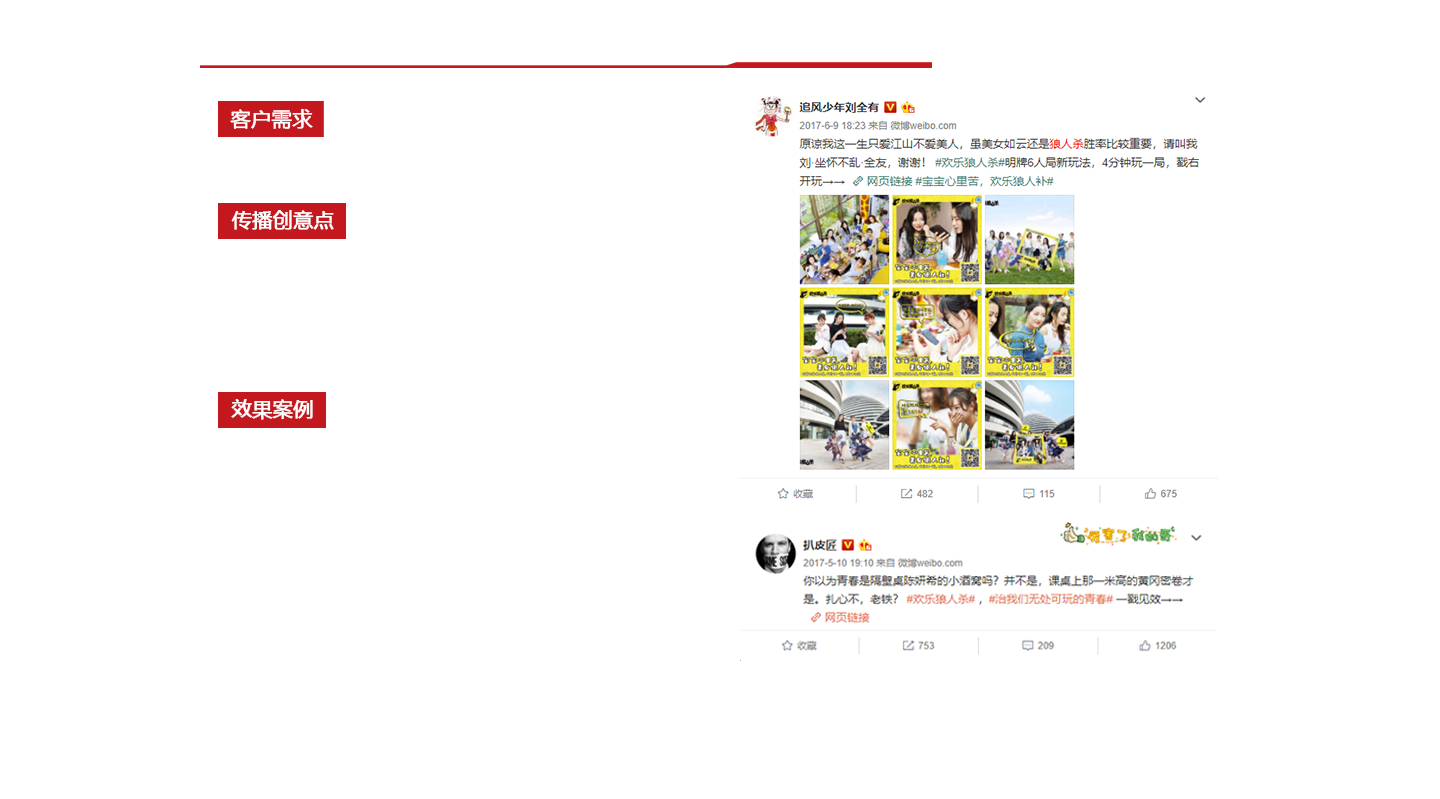 客户需求
传播创意点
效果案例
追风少年刘全有
2017-6-9 18:23 来自 微博weibo.com
原谅我这一生只爱江山不爱美人，虽美女如云还是狼人杀胜率比较重要，请叫我
刘·坐怀不乱·全友，谢谢！ #欢乐狼人杀#明牌6人局新玩法，4分钟玩一局，戳右
开玩→→ 网页链接 #宝宝心里苦，欢乐狼人补#
收藏
482
115
675
扒皮匠
2017-5-10 19:10 来自 微博weibo.com
你以为青春是隔壁桌陈妍希的小酒窝吗？并不是，课桌上那一米高的黄冈密卷才
是。扎心不，老铁？ #欢乐狼人杀# ，#治我们无处可玩的青春# 一戳见效→→
网页链接
收藏
753
209
1206